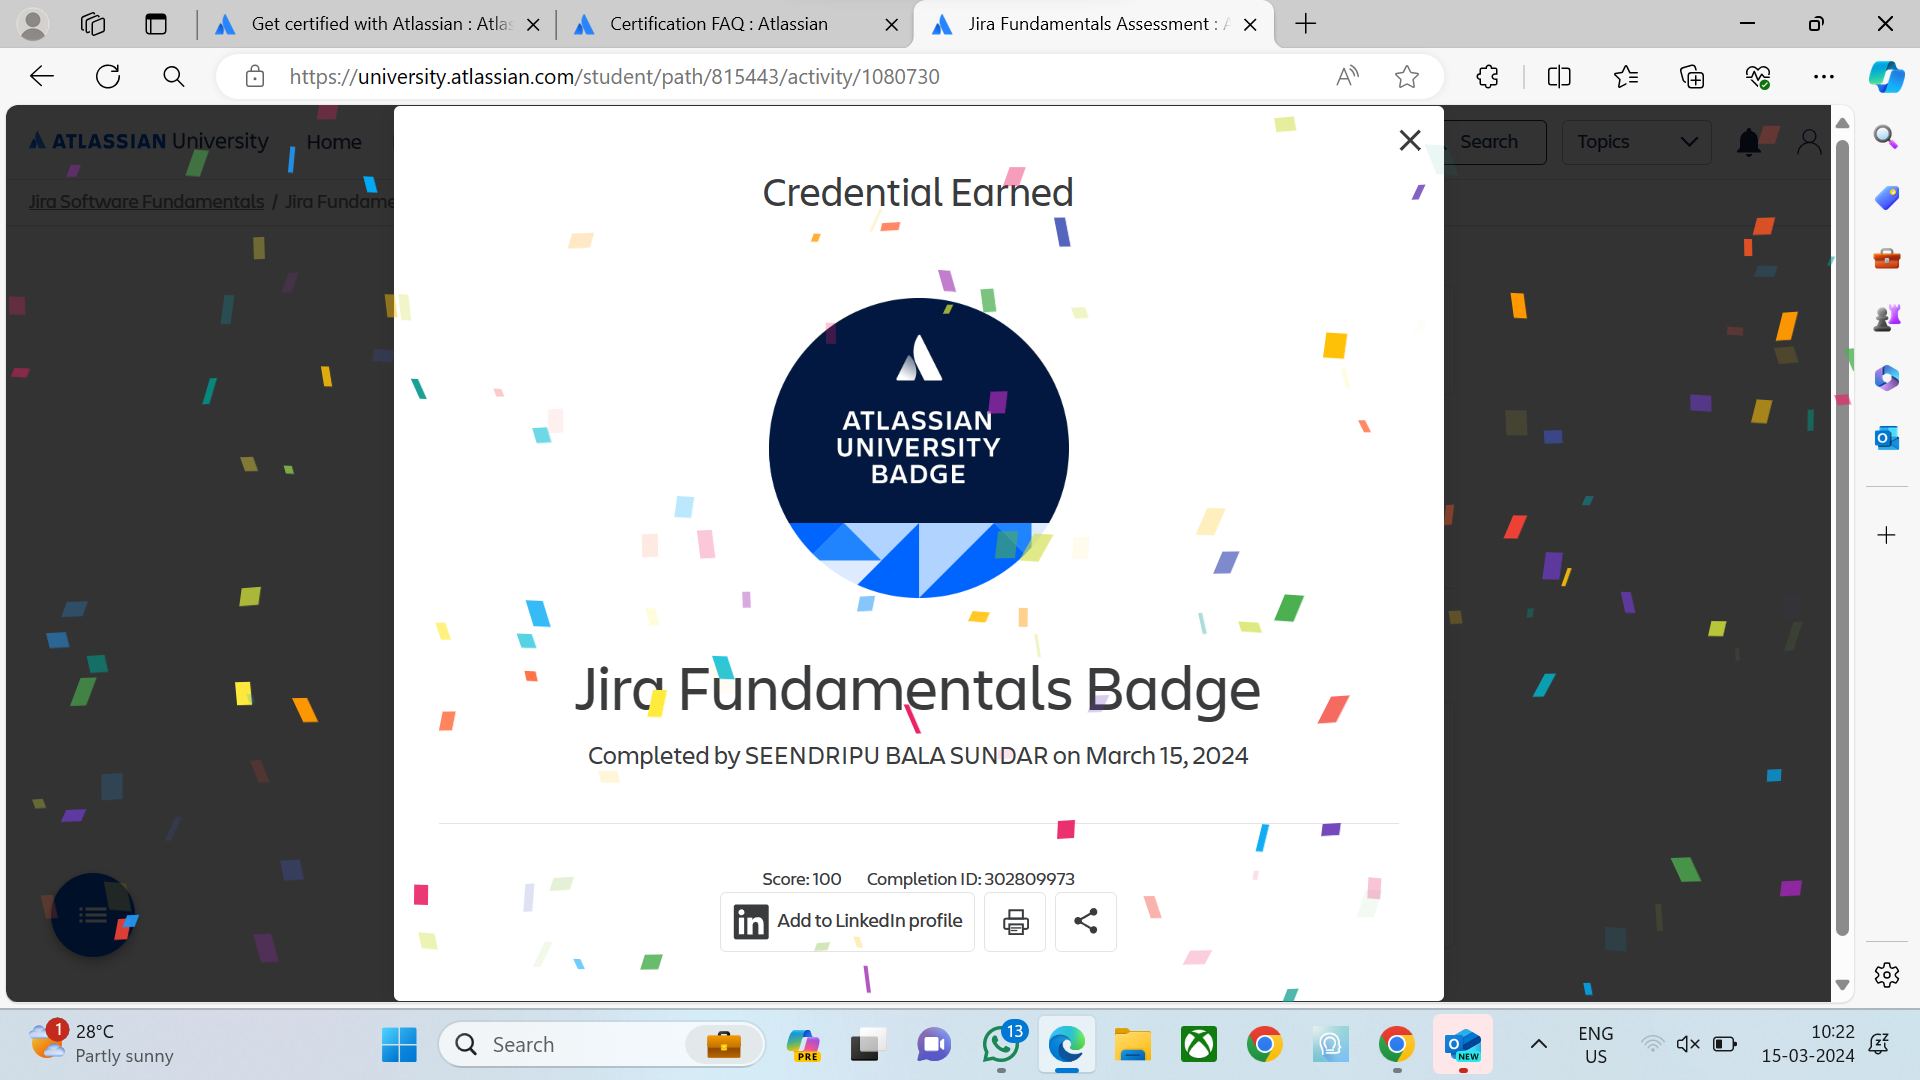 Get certified with Atlassian : Atlas
Certification FAQ : Atlassian
Jira Fundamentals Assessment : A
https://university.atlassian.com/student/path/815443/activity/1080730
ATLASSIAN University
Home
Search
Topics
Jira Software Fundamentals / Jira Fundame
Credential Earned
ATLASSIAN
UNIVERSITY
BADGE
Jira Fundamentals Badge
Completed by SEENDRIPU BALA SUNDAR on March 15, 2024
Score: 100 Completion ID: 302809973
Add to LinkedIn profile
1
28°C
Partly sunny
Search
PRE
13
NEW
ENG
US
10:22
15-03-2024